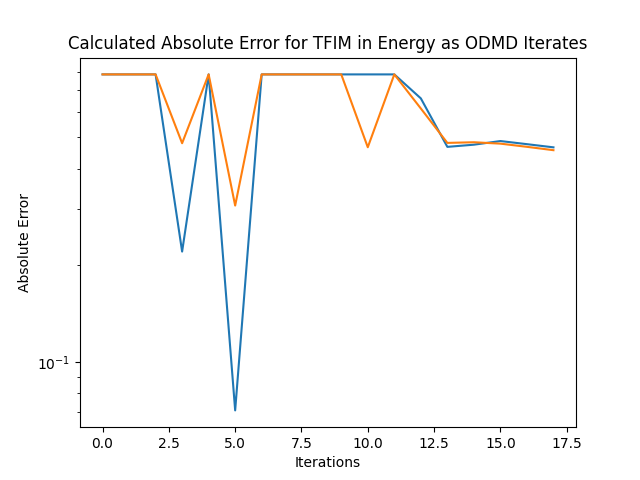 Calculated Absolute Error for TFIM in Energy as ODMD Iterates
Absolute Error
10⁻¹
0.0 2.5 5.0 7.5 10.0 12.5 15.0 17.5
Iterations